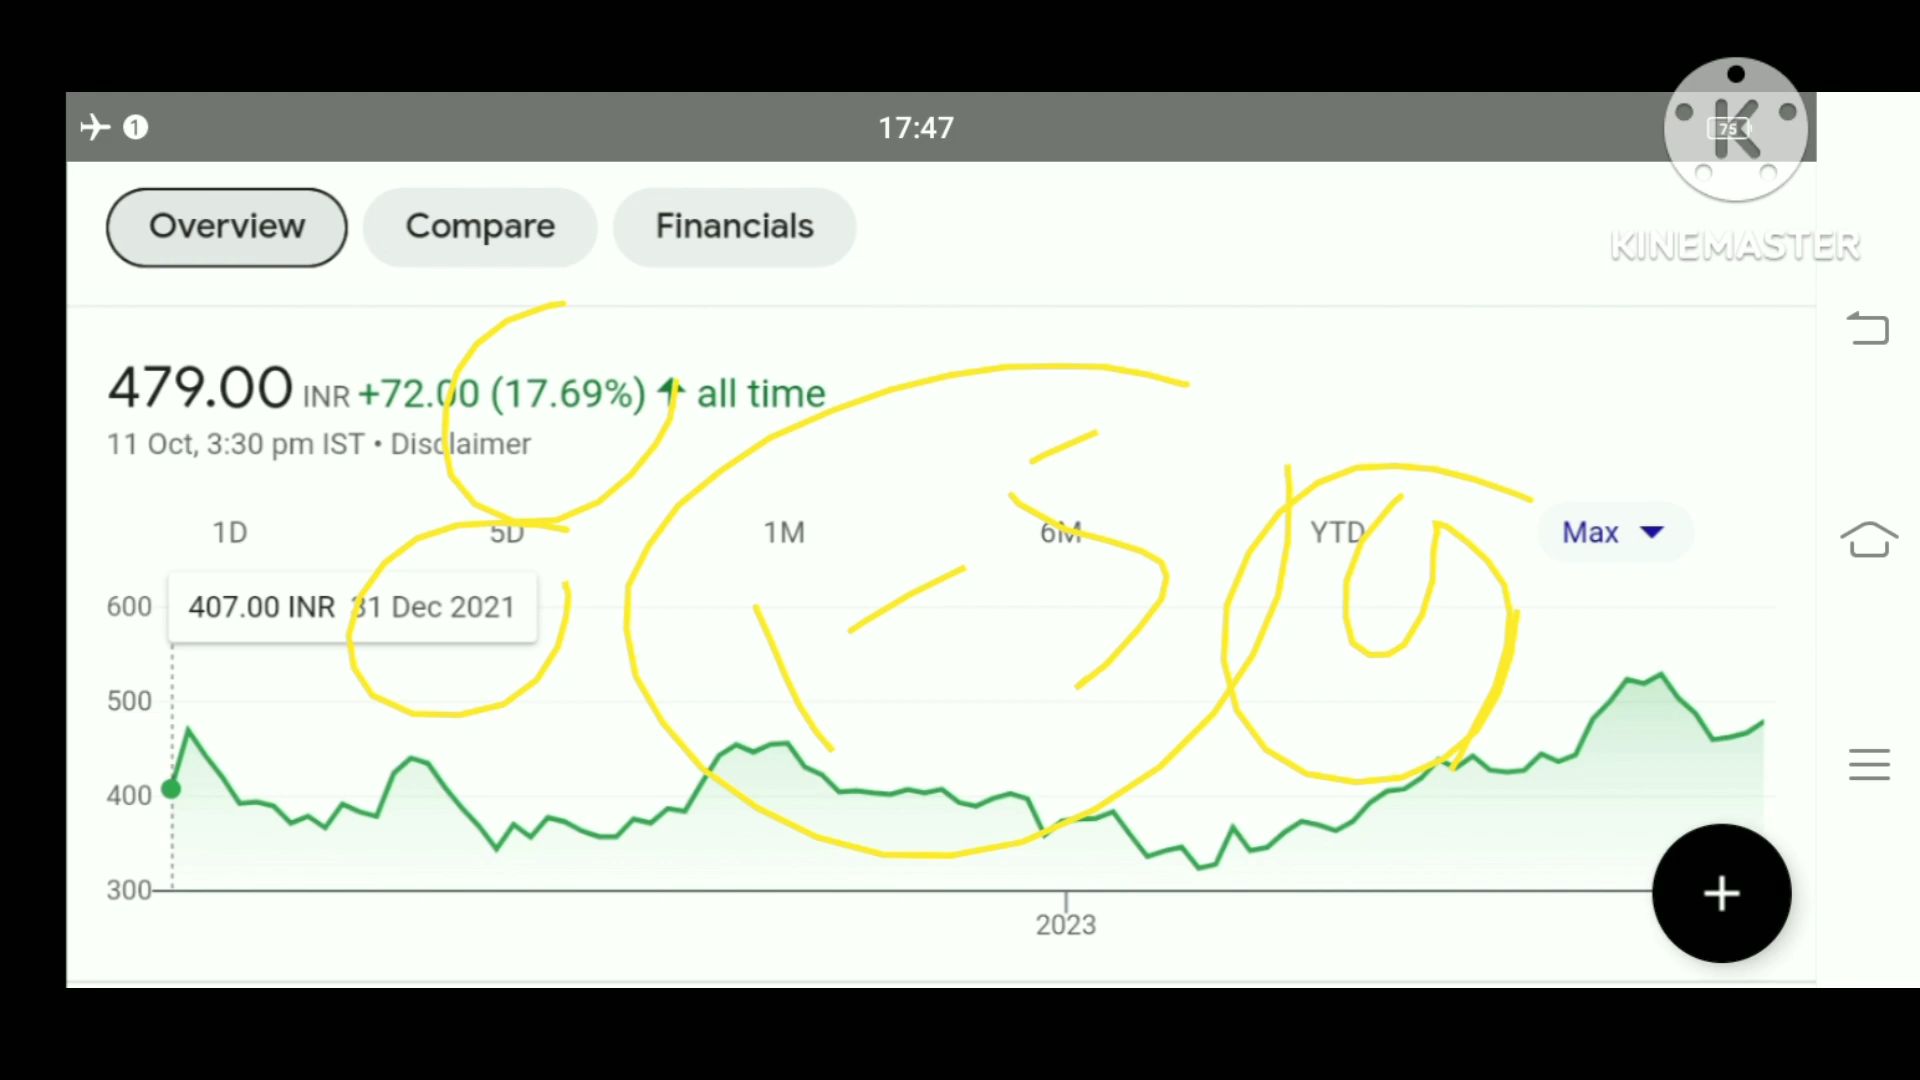 1 17:47 75
K
KINEMASTER
Overview Compare Financials
479.00 INR +72.00 (17.69%) ↑ all time
11 Oct, 3:30 pm IST • Disclaimer
1D 5D 1M 6M YTD Max
407.00 INR 31 Dec 2021
600
500
400
300
2023
+